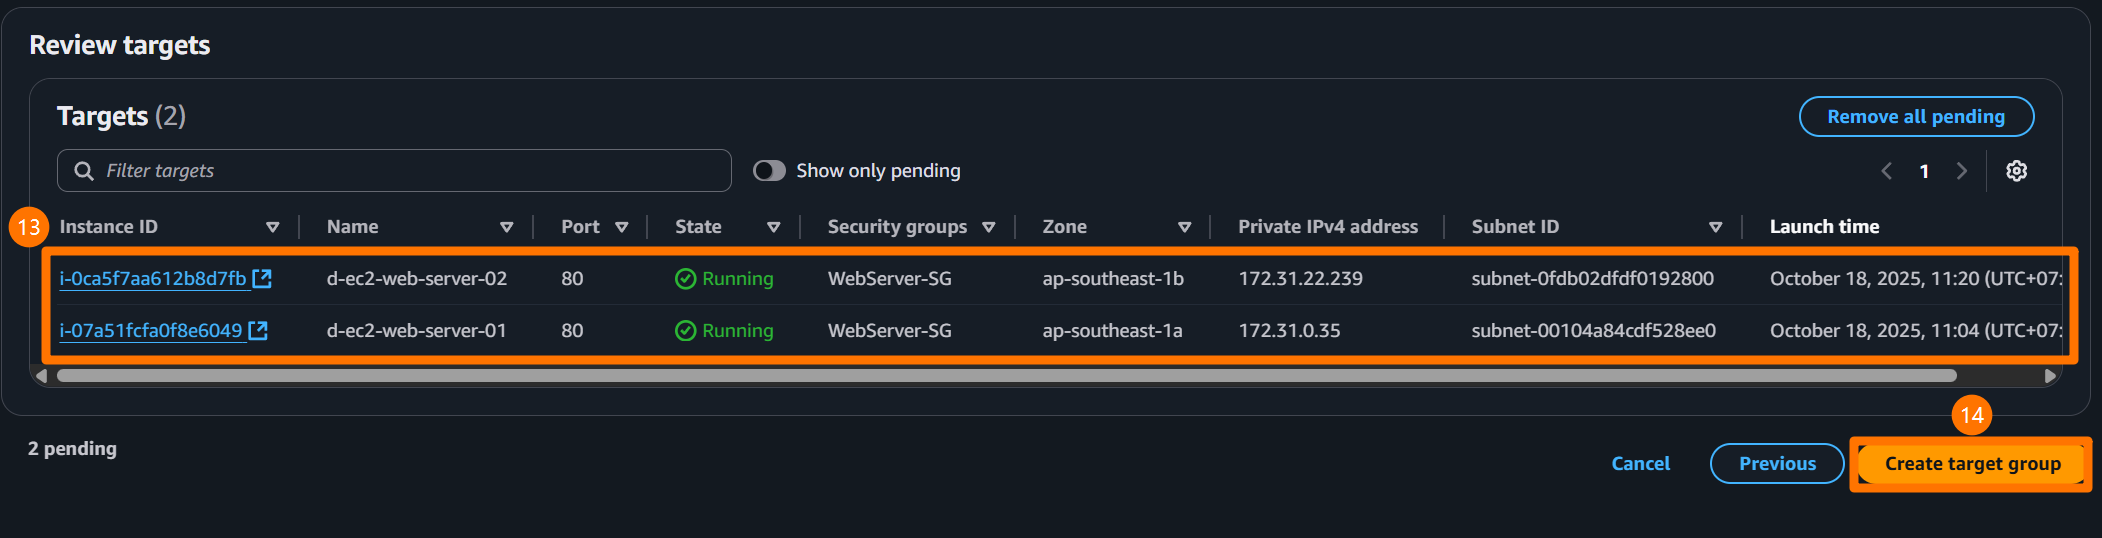 Review targets
Targets (2)
Remove all pending
Filter targets
Show only pending
1
13
Instance ID Name Port State Security groups Zone Private IPv4 address Subnet ID Launch time
i-0ca5f7aa612b8d7fb d-ec2-web-server-02 80 Running WebServer-SG ap-southeast-1b 172.31.22.239 subnet-0fdb02dfdf0192800 October 18, 2025, 11:20 (UTC+07:
i-07a51fcfa0f8e6049 d-ec2-web-server-01 80 Running WebServer-SG ap-southeast-1a 172.31.0.35 subnet-00104a84cdf528ee0 October 18, 2025, 11:04 (UTC+07:
14
2 pending
Cancel Previous Create target group